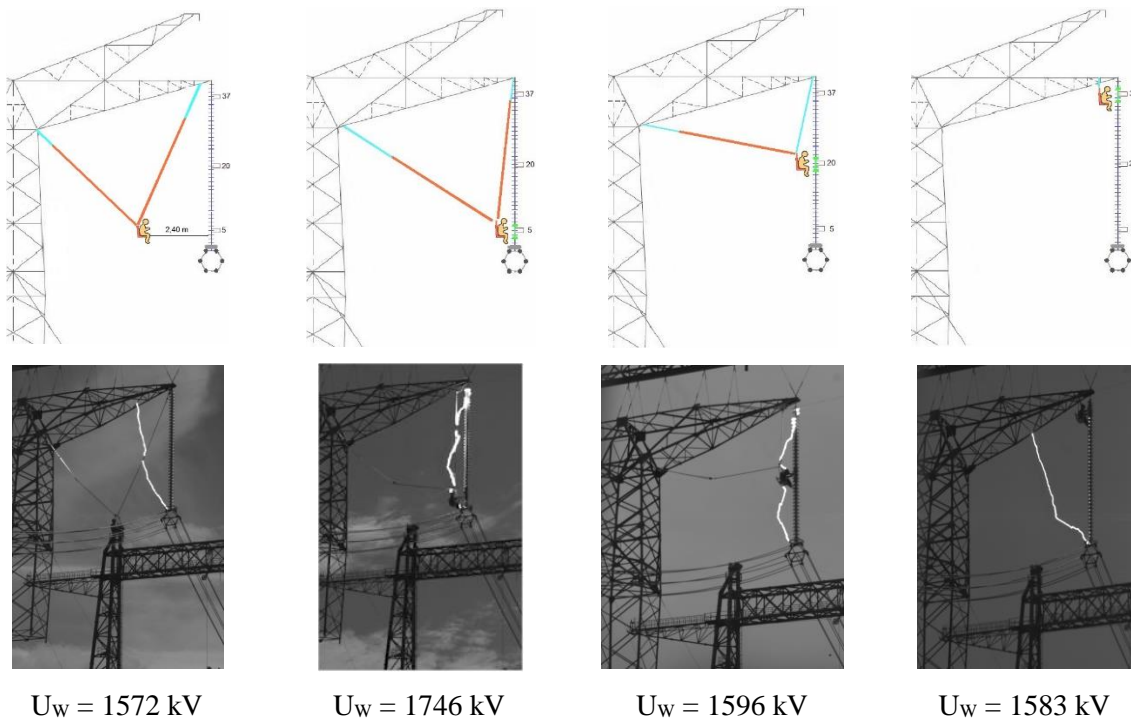 37
20
2,40 m
5
37
20
5
37
20
5
U_W = 1572 kV
U_W = 1746 kV
U_W = 1596 kV
U_W = 1583 kV